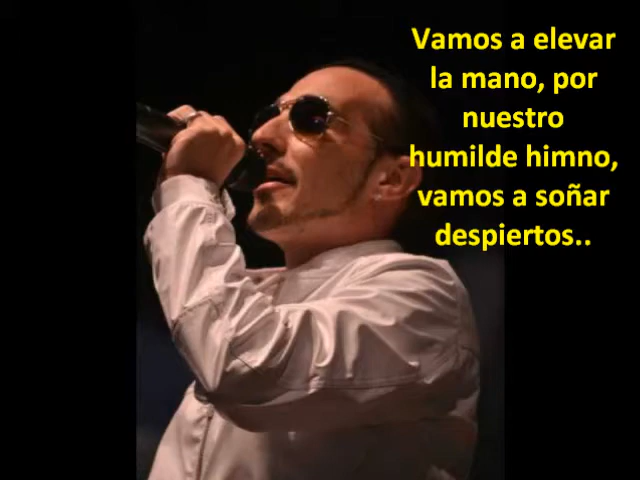 Vamos a elevar
la mano, por
nuestro
humilde himno,
vamos a soñar
despiertos..